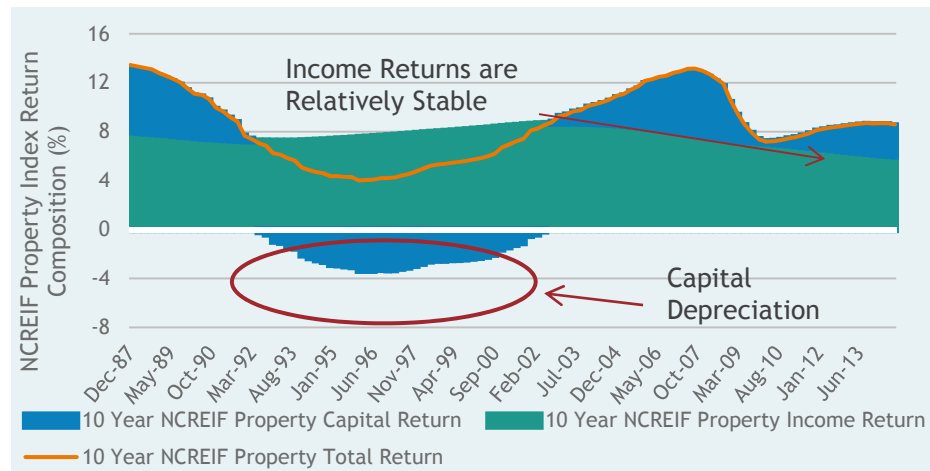 NCREIF Property Index Return
Composition (%)
16
12
8
4
0
-4
-8
Income Returns are
Relatively Stable
Capital
Depreciation
Dec-87
May-89
Oct-90
Mar-92
Aug-93
Jan-95
Jun-96
Nov-97
Apr-99
Sep-00
Feb-02
Jul-03
Dec-04
May-06
Oct-07
Mar-09
Aug-10
Jan-12
Jun-13
10 Year NCREIF Property Capital Return
10 Year NCREIF Property Income Return
10 Year NCREIF Property Total Return